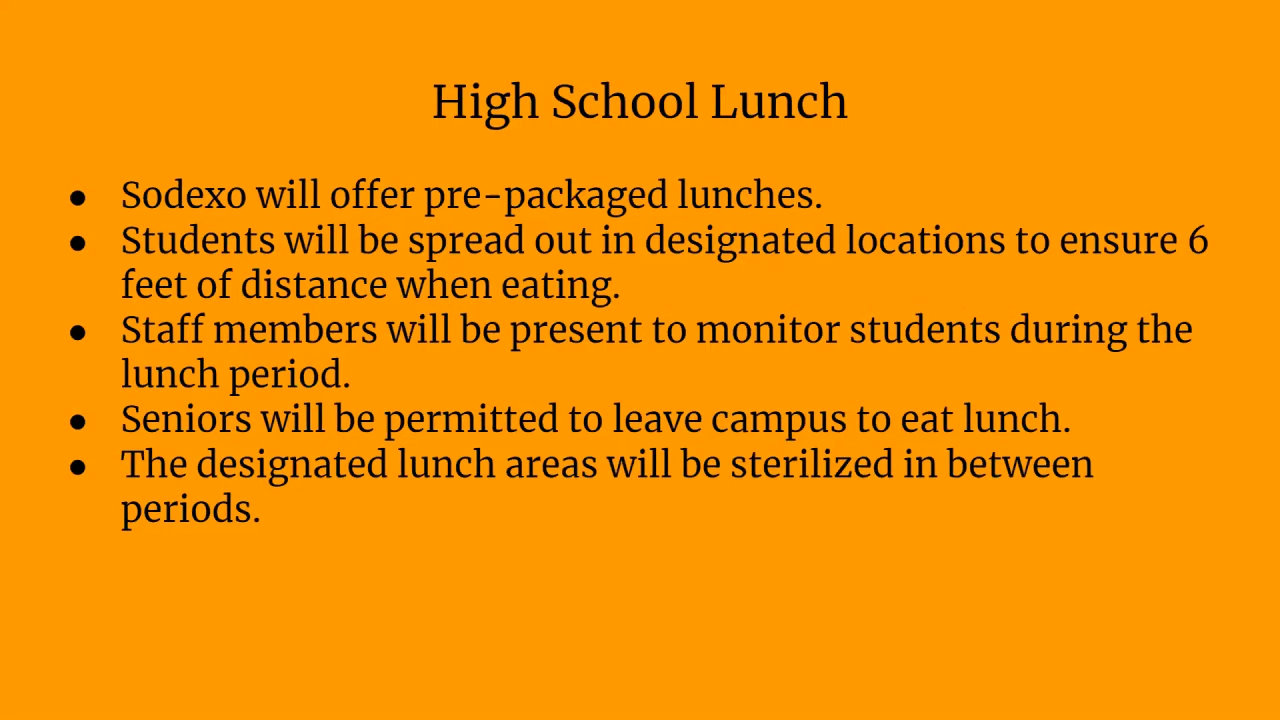 High School Lunch
● Sodexo will offer pre-packaged lunches.
● Students will be spread out in designated locations to ensure 6
feet of distance when eating.
● Staff members will be present to monitor students during the
lunch period.
● Seniors will be permitted to leave campus to eat lunch.
● The designated lunch areas will be sterilized in between
periods.